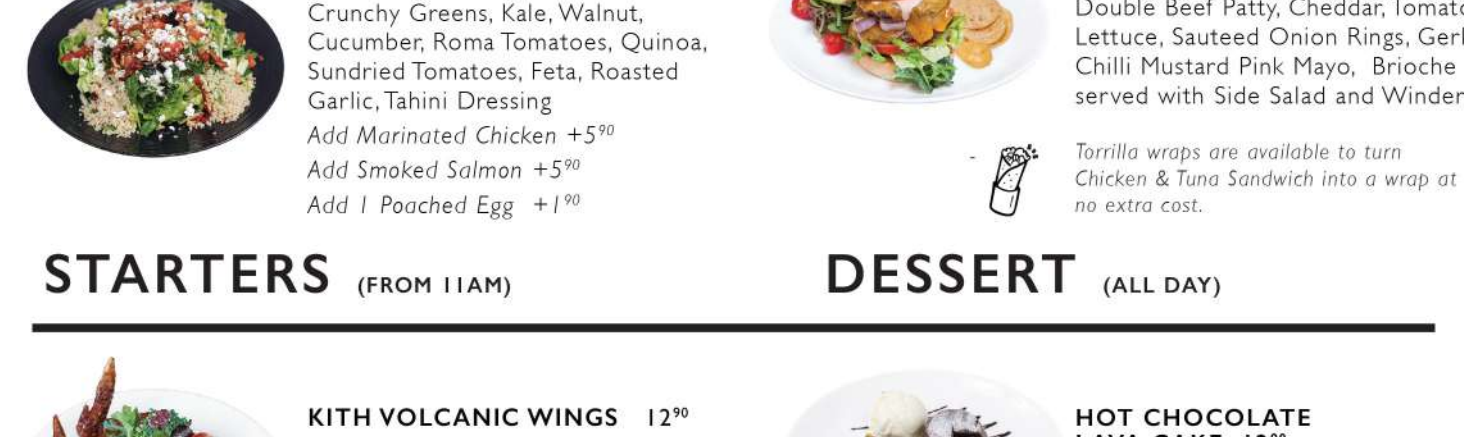 Crunchy Greens, Kale, Walnut,
Cucumber, Roma Tomatoes, Quinoa,
Sundried Tomatoes, Feta, Roasted
Garlic, Tahini Dressing
Add Marinated Chicken +5⁹⁰
Add Smoked Salmon +5⁹⁰
Add 1 Poached Egg +1⁹⁰
Double Beef Patty, Cheddar,
Lettuce, Sauteed Onion Rings,
Chilli Mustard Pink Mayo, Brioche
served with Side Salad and
Torrilla wraps are available to turn
Chicken & Tuna Sandwich into a wrap at
no extra cost.
STARTERS (FROM 11AM)
DESSERT (ALL DAY)
KITH VOLCANIC WINGS 12⁹⁰
HOT CHOCOLATE
LAVA CAKE